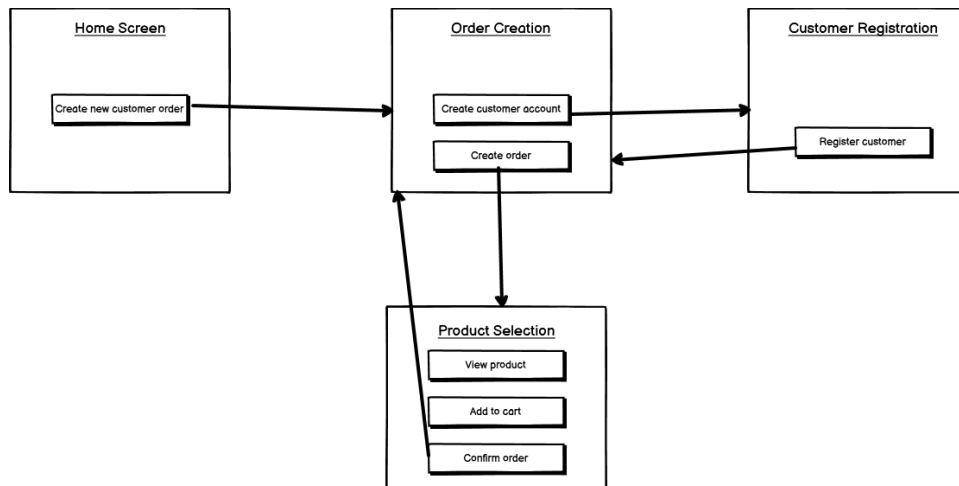 Home Screen
Create new customer order
Order Creation
Create customer account
Create order
Customer Registration
Register customer
Product Selection
View product
Add to cart
Confirm order